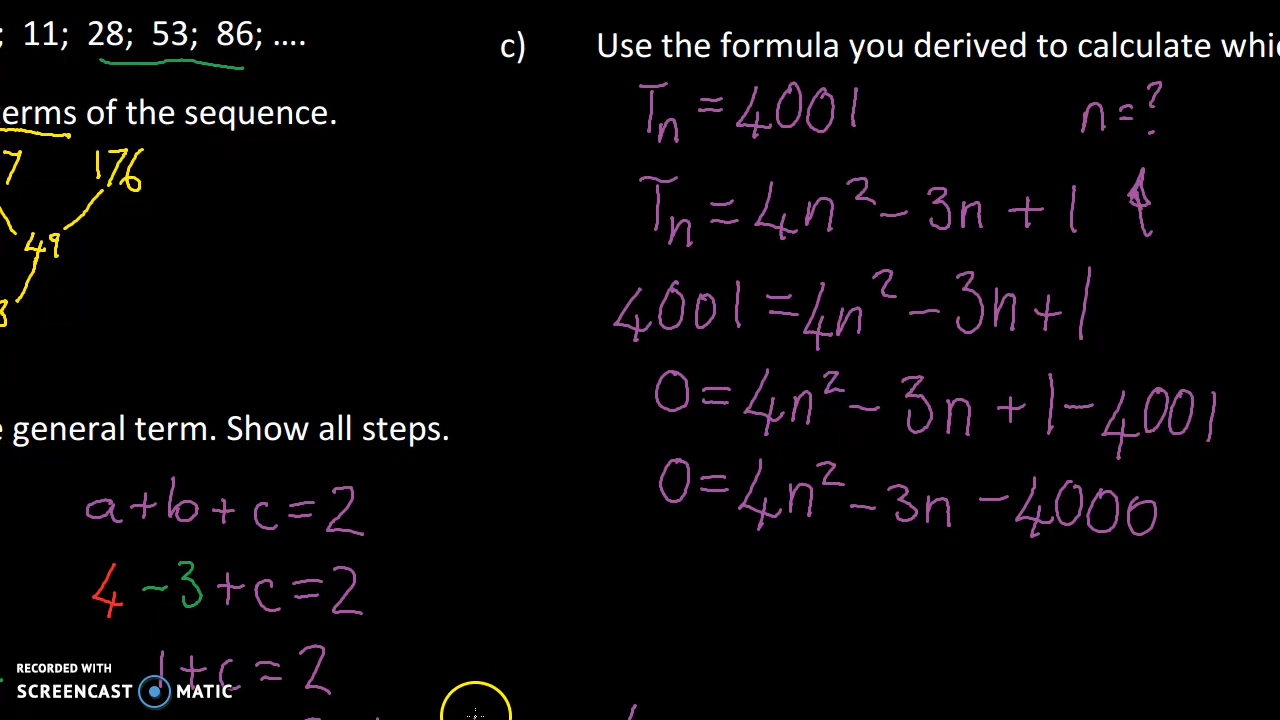 ; 11; 28; 53; 86; ....
terms of the sequence.
7 176
49
3
e general term. Show all steps.
a+b+c=2
4-3+c=2
1+c=2
RECORDED WITH
SCREENCAST MATIC
c) Use the formula you derived to calculate whic
Tn = 4001 n = ?
Tn = 4n² - 3n + 1
4001 = 4n² - 3n + 1
0 = 4n² - 3n + 1 - 4001
0 = 4n² - 3n - 4000